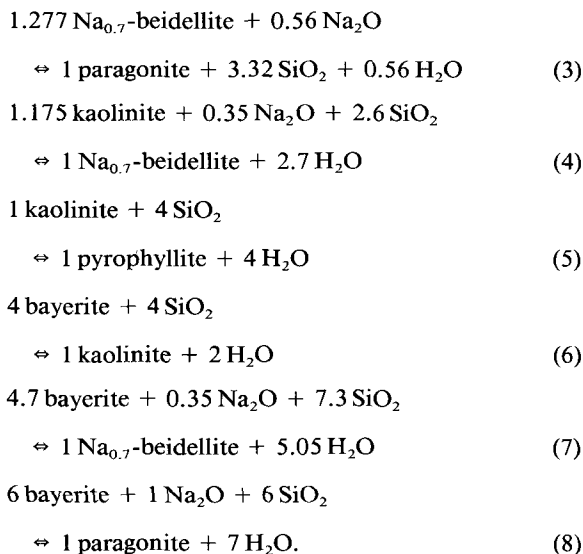 1.277 Na₀.₇-beidellite + 0.56 Na₂O
⇔ 1 paragonite + 3.32 SiO₂ + 0.56 H₂O (3)
1.175 kaolinite + 0.35 Na₂O + 2.6 SiO₂
⇔ 1 Na₀.₇-beidellite + 2.7 H₂O (4)
1 kaolinite + 4 SiO₂
⇔ 1 pyrophyllite + 4 H₂O (5)
4 bayerite + 4 SiO₂
⇔ 1 kaolinite + 2 H₂O (6)
4.7 bayerite + 0.35 Na₂O + 7.3 SiO₂
⇔ 1 Na₀.₇-beidellite + 5.05 H₂O (7)
6 bayerite + 1 Na₂O + 6 SiO₂
⇔ 1 paragonite + 7 H₂O. (8)